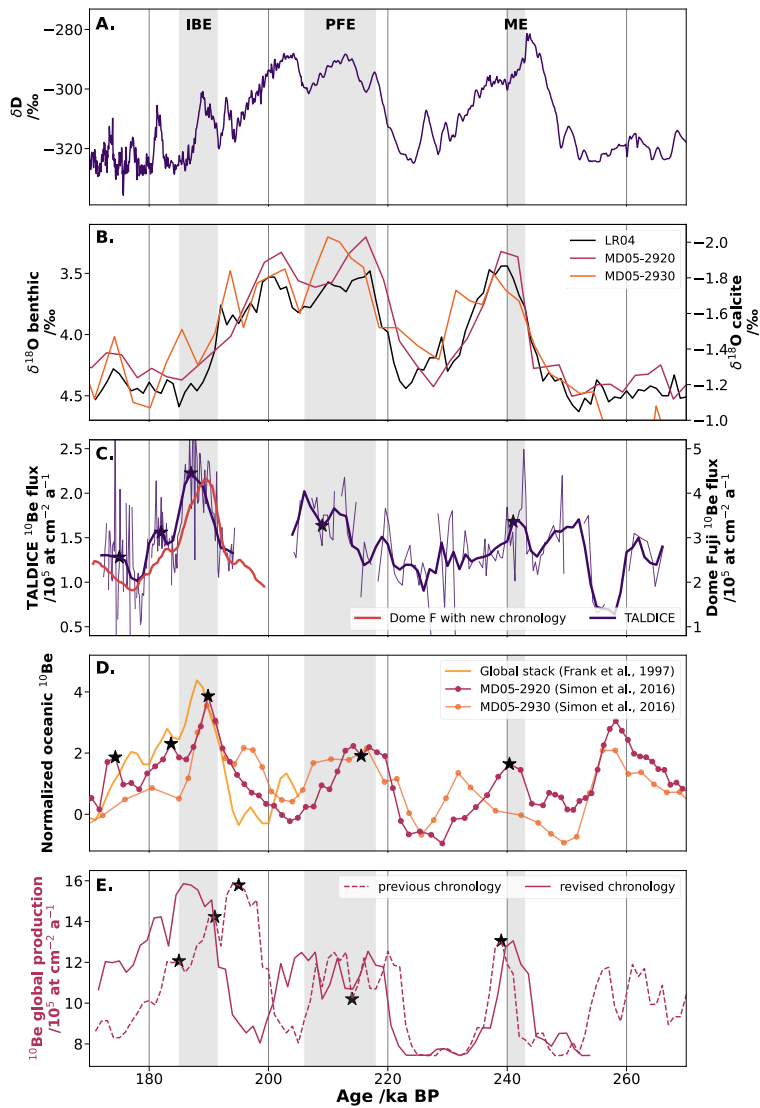 A.
IBE
PFE
ME
−280
−300
−320
δD
/‰
B.
LR04
MD05-2920
MD05-2930
3.5
4.0
4.5
δ18O benthic
/‰
−2.0
−1.8
−1.6
−1.4
−1.2
−1.0
δ18O calcite
/‰
C.
2.5
2.0
1.5
1.0
0.5
TALDICE 10Be flux
/10⁵ at cm⁻² a⁻¹
5
4
3
2
1
Dome Fuji 10Be flux
/10⁵ at cm⁻² a⁻¹
Dome F with new chronology
TALDICE
D.
Global stack (Frank et al., 1997)
MD05-2920 (Simon et al., 2016)
MD05-2930 (Simon et al., 2016)
4
2
0
Normalized oceanic 10Be
E.
previous chronology
revised chronology
16
14
12
10
8
10Be global production
/10⁵ at cm⁻² a⁻¹
180
200
220
240
260
Age /ka BP